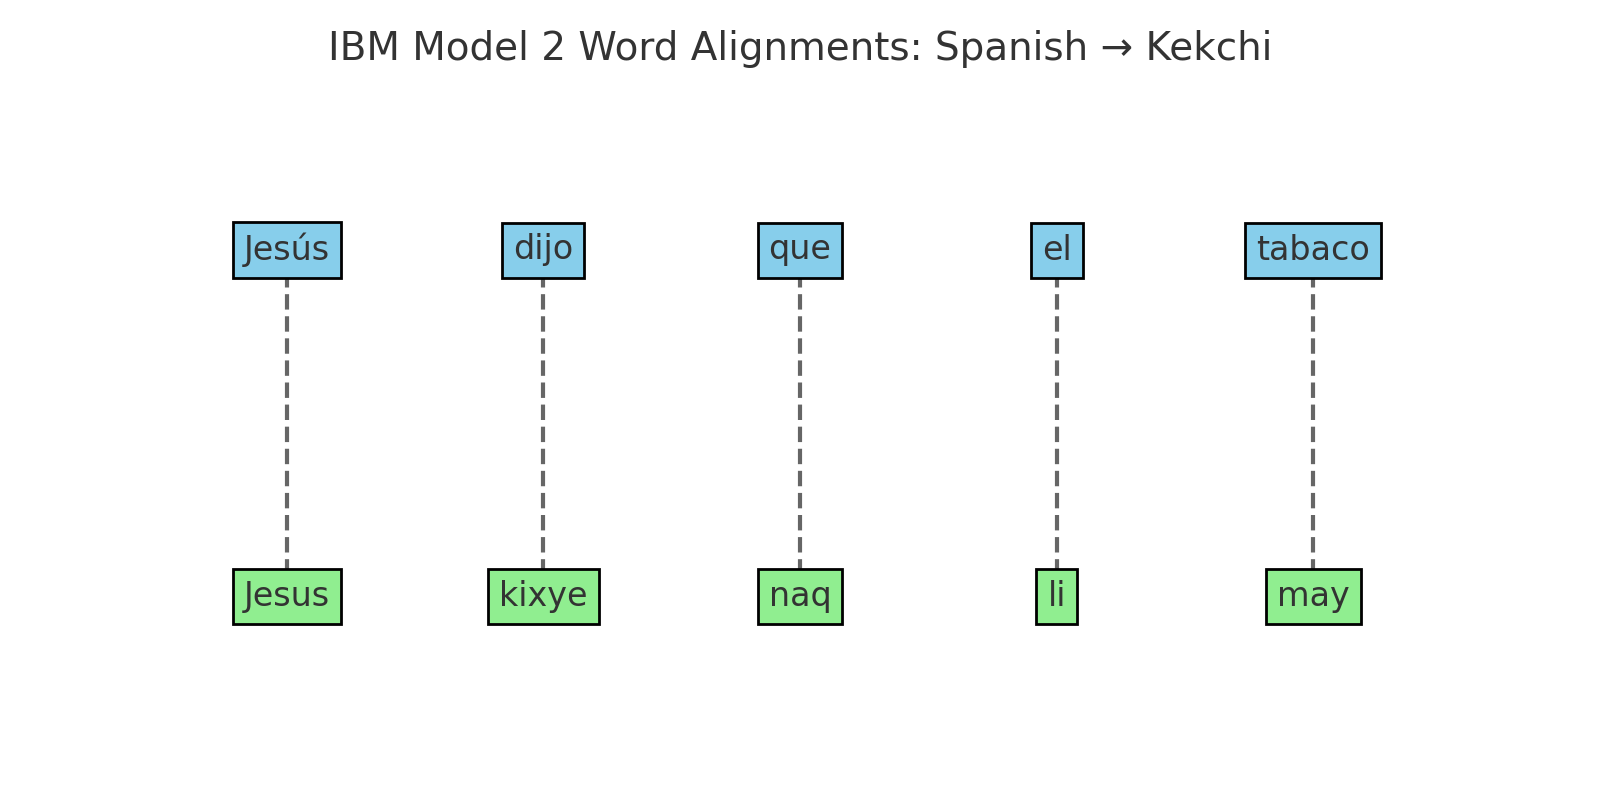 IBM Model 2 Word Alignments: Spanish → Kekchi
Jesús dijo que el tabaco
Jesus kixye naq li may